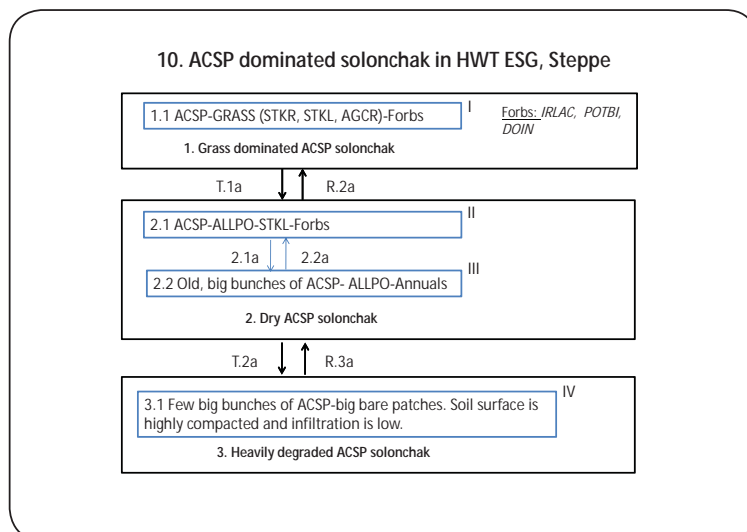 10. ACSP dominated solonchak in HWT ESG, Steppe
1.1 ACSP-GRASS (STKR, STKL, AGCR)-Forbs
I
Forbs: IRLAC, POTBI,
DOIN
1. Grass dominated ACSP solonchak
T.1a
R.2a
2.1 ACSP-ALLPO-STKL-Forbs
II
2.1a
2.2a
III
2.2 Old, big bunches of ACSP- ALLPO-Annuals
2. Dry ACSP solonchak
T.2a
R.3a
3.1 Few big bunches of ACSP-big bare patches. Soil surface is
highly compacted and infiltration is low.
IV
3. Heavily degraded ACSP solonchak